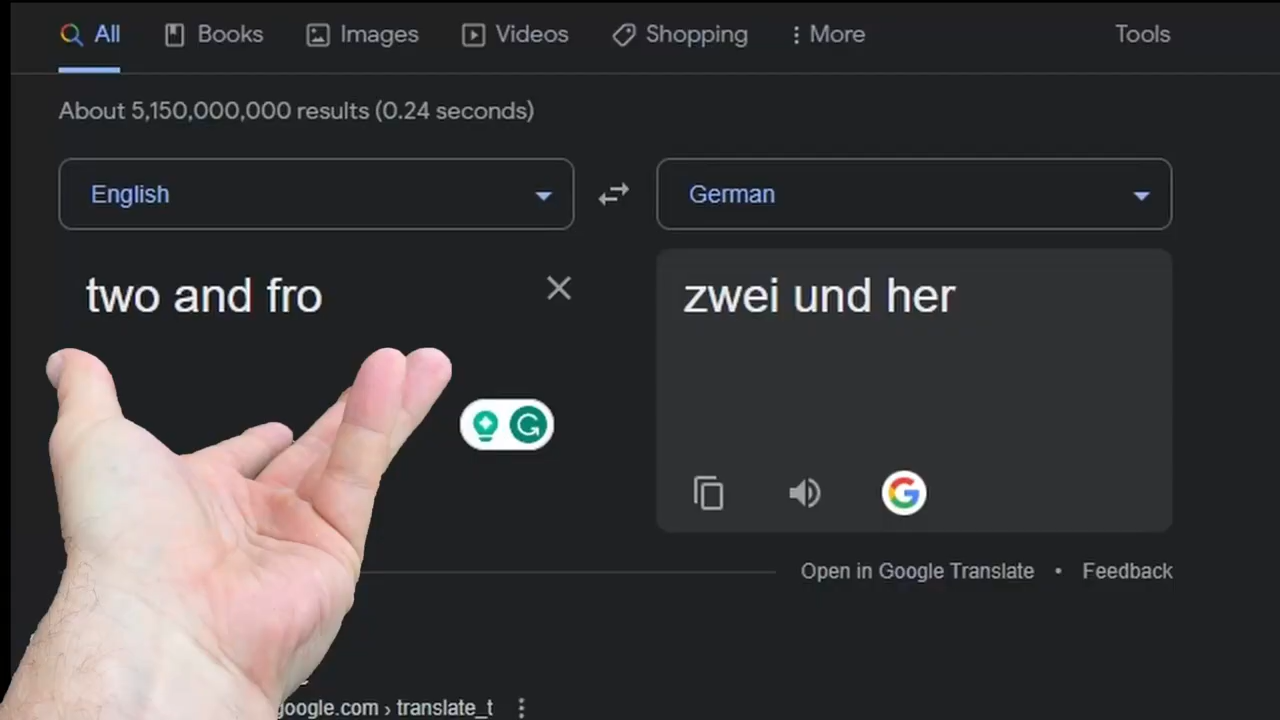 All Books Images Videos Shopping More Tools
About 5,150,000,000 results (0.24 seconds)
English German
two and fro zwei und her
Open in Google Translate • Feedback
google.com › translate_t